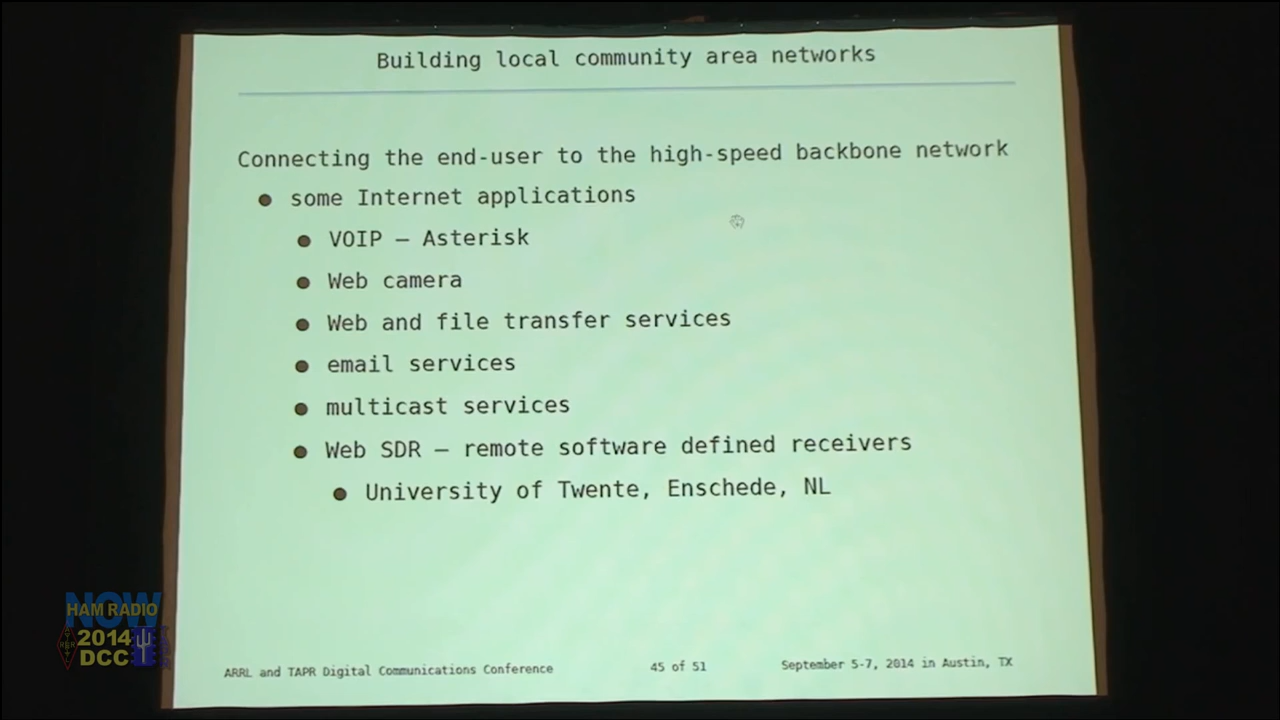 Building local community area networks
Connecting the end-user to the high-speed backbone network
● some Internet applications
● VOIP – Asterisk
● Web camera
● Web and file transfer services
● email services
● multicast services
● Web SDR – remote software defined receivers
● University of Twente, Enschede, NL
NOW
HAM RADIO
2014
DCC
ARRL and TAPR Digital Communications Conference
45 of 51
September 5-7, 2014 in Austin, TX